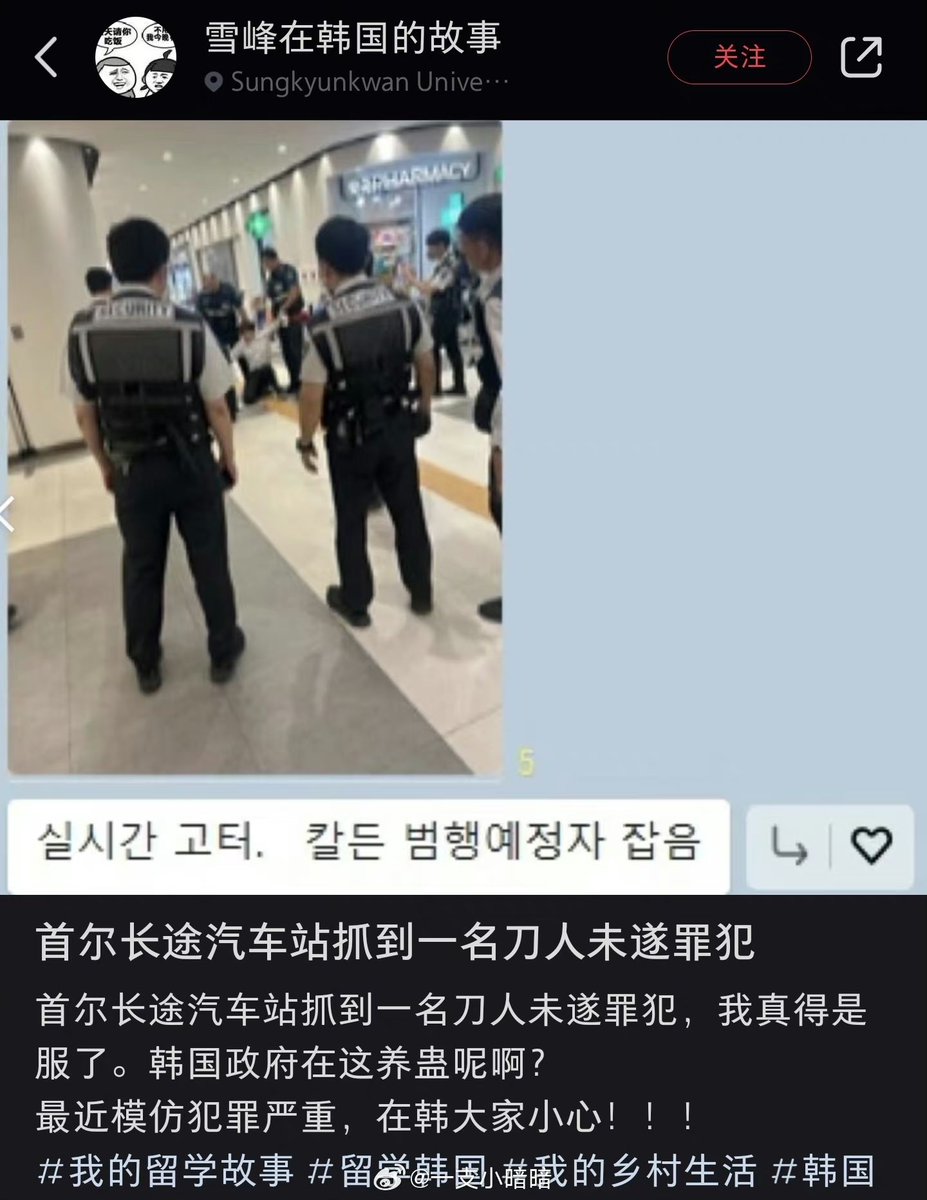 雪峰在韩国的故事
Sungkyunkwan Unive…
关注
PHARMACY
SECURITY
SECURITY
5
실시간 고터. 칼든 범행예정자 잡음
首尔长途汽车站抓到一名刀人未遂罪犯
首尔长途汽车站抓到一名刀人未遂罪犯，我真得是
服了。韩国政府在这养蛊呢啊？
最近模仿犯罪严重，在韩大家小心！！！
#我的留学故事 #留学韩国 #我的乡村生活 #韩国
@一支小暗暗